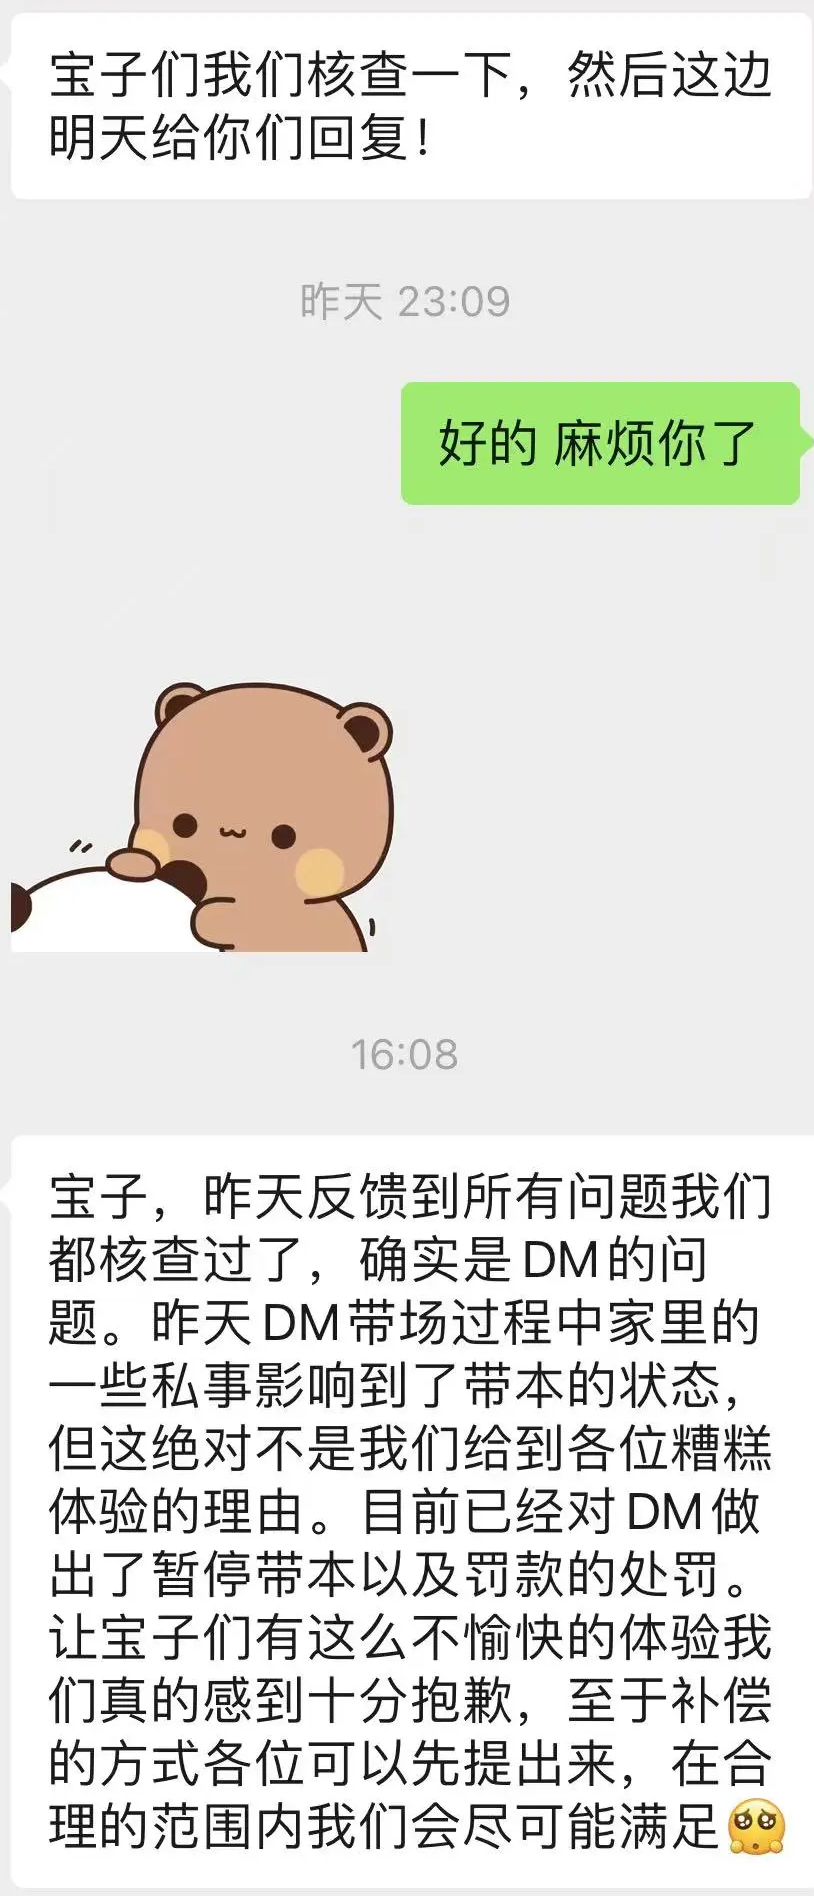 宝子们我们核查一下，然后这边
明天给你们回复！
昨天 23:09
好的 麻烦你了
16:08
宝子，昨天反馈到所有问题我们
都核查过了，确实是DM的问
题。昨天DM带场过程中家里的
一些私事影响到了带本的状态，
但这绝对不是我们给到各位糟糕
体验的理由。目前已经对DM做
出了暂停带本以及罚款的处罚。
让宝子们有这么不愉快的体验我
们真的感到十分抱歉，至于补偿
的方式各位可以先提出来，在合
理的范围内我们会尽可能满足🥺